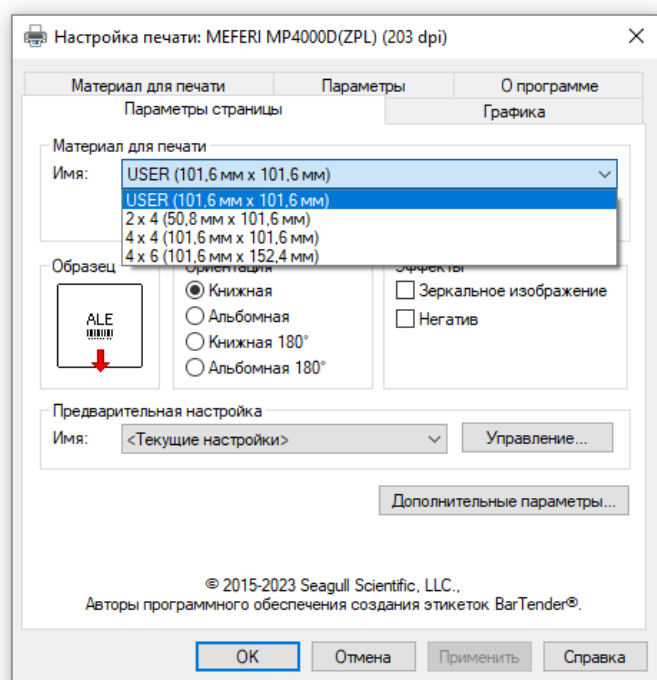 Настройка печати: MEFERI MP4000D(ZPL) (203 dpi)
Материал для печати
Параметры
О программе
Параметры страницы
Графика
Материал для печати
Имя:
USER (101,6 мм x 101,6 мм)
USER (101,6 мм x 101,6 мм)
2 x 4 (50,8 мм x 101,6 мм)
4 x 4 (101,6 мм x 101,6 мм)
4 x 6 (101,6 мм x 152,4 мм)
Образец
Ориентация
Эффекты
ALE
Книжная
Альбомная
Книжная 180°
Альбомная 180°
Зеркальное изображение
Негатив
Предварительная настройка
Имя:
<Текущие настройки>
Управление...
Дополнительные параметры...
© 2015-2023 Seagull Scientific, LLC.,
Авторы программного обеспечения создания этикеток BarTender®.
OK
Отмена
Применить
Справка